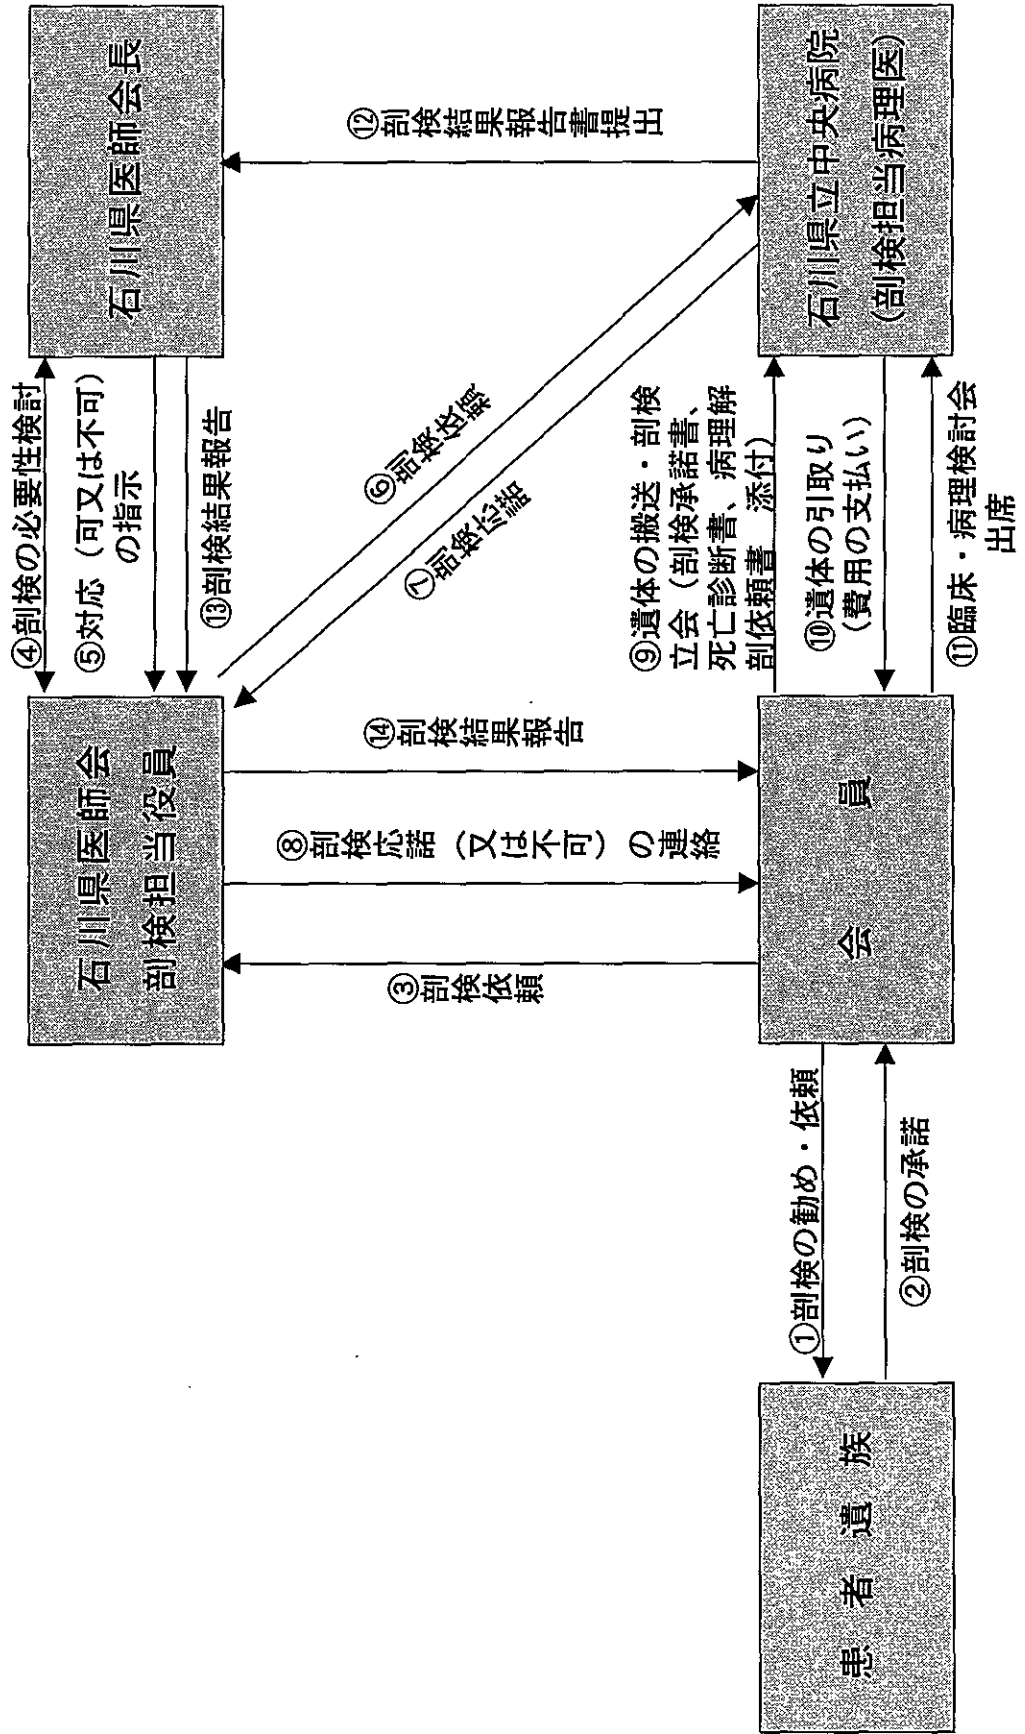 石川県医師会
剖検担当役員
④剖検の必要性検討
⑤対応（可又は不可）
の指示
⑬剖検結果報告
石川県医師会長
③剖検依頼
⑧剖検応諾（又は不可）の連絡
⑭剖検結果報告
⑥剖検依頼
⑦剖検応諾
⑫剖検結果報告書提出
患者遺族
①剖検の勧め・依頼
②剖検の承諾
会員
⑨遺体の搬送・剖検
立会（剖検承諾書、
死亡診断書、病理解
剖依頼書　添付）
⑩遺体の引取り
（費用の支払い）
⑪臨床・病理検討会
出席
石川県立中央病院
（剖検担当病理医）